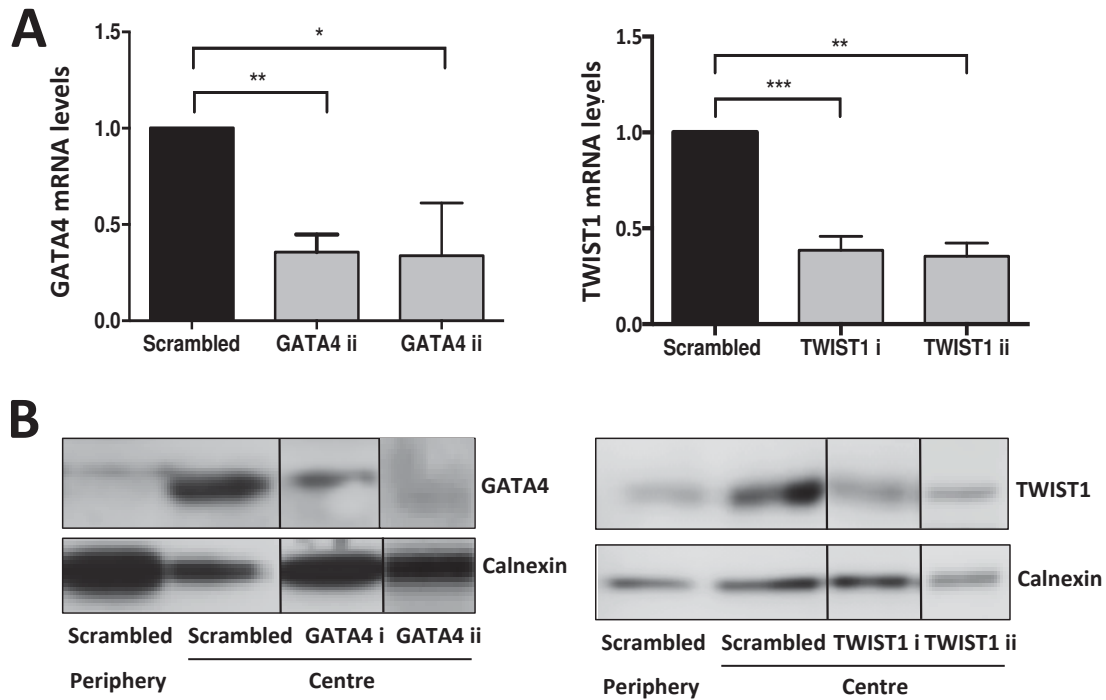 A
GATA4 mRNA levels
1.5
1.0
0.5
0.0
*
**
Scrambled GATA4 ii GATA4 ii
TWIST1 mRNA levels
1.5
1.0
0.5
0.0
**
***
Scrambled TWIST1 i TWIST1 ii
B
GATA4
Calnexin
Scrambled Scrambled GATA4 i GATA4 ii
Periphery Centre
TWIST1
Calnexin
Scrambled Scrambled TWIST1 i TWIST1 ii
Periphery Centre